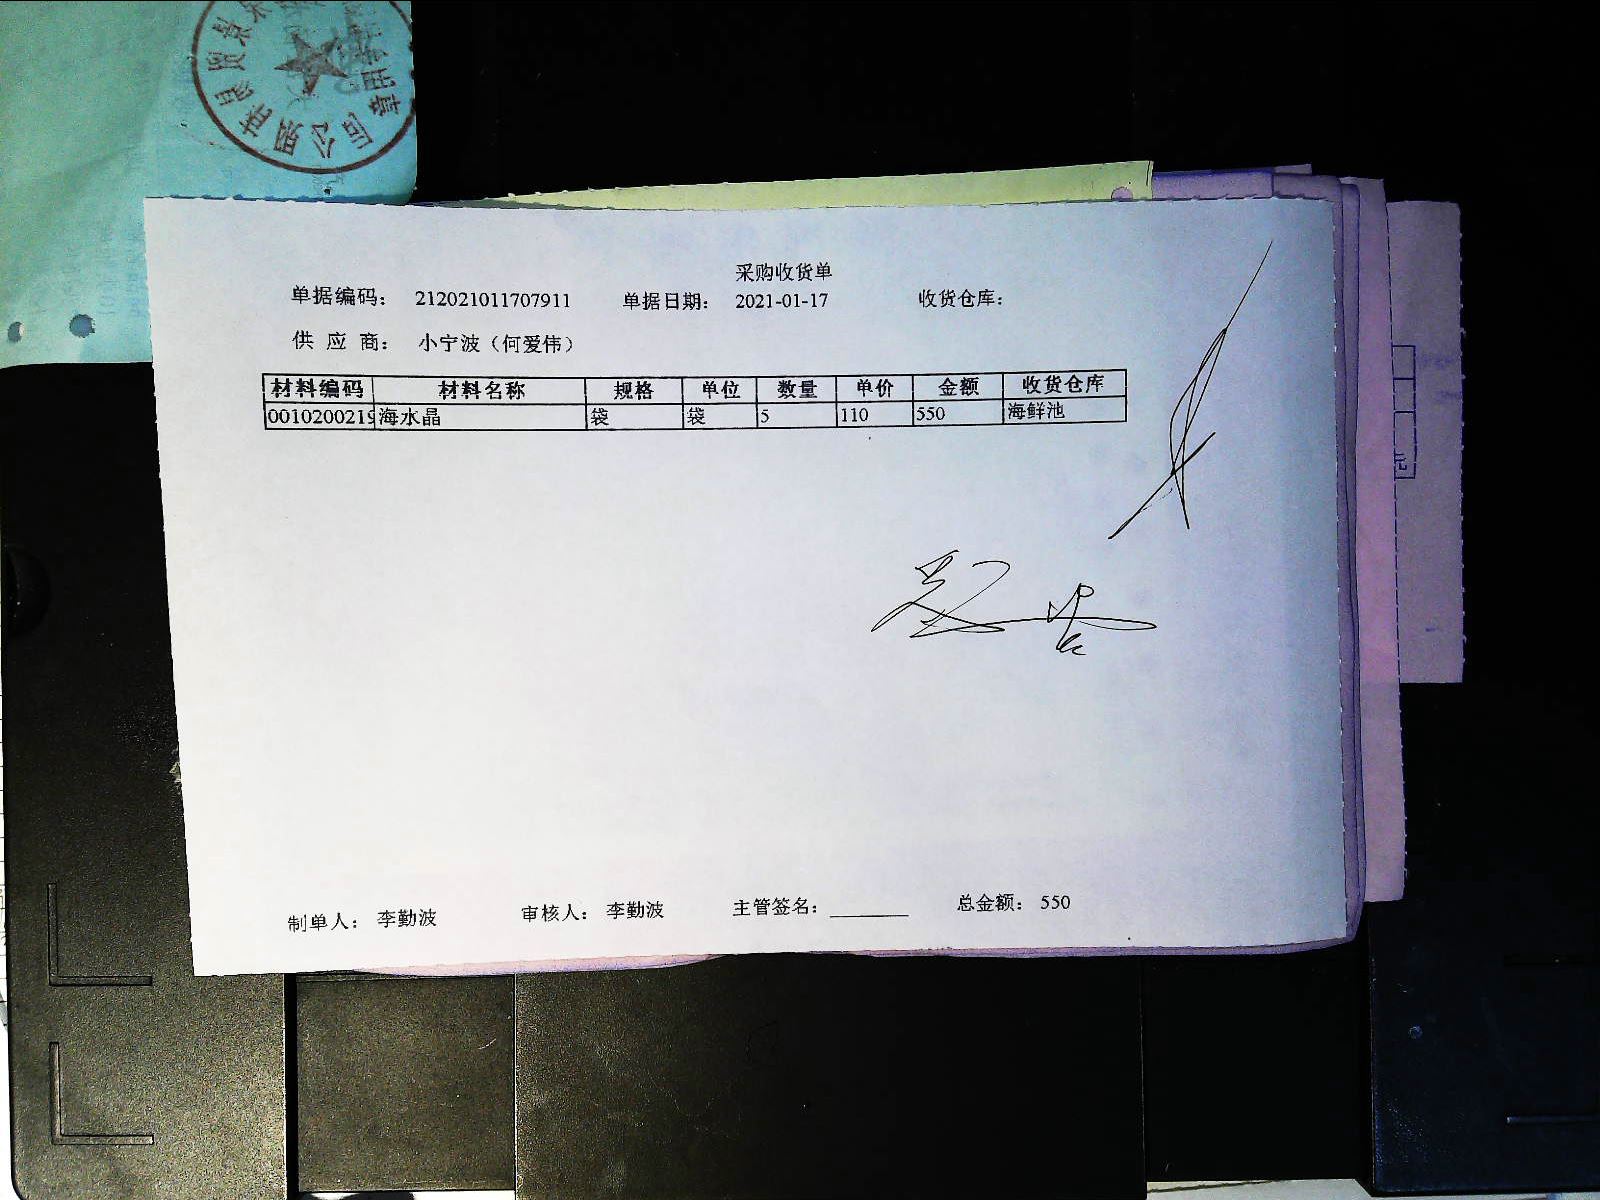 采购收货单
单据编码： 212021011707911 单据日期： 2021-01-17 收货仓库：
供 应 商： 小宁波（何爱伟）
材料编码 材料名称 规格 单位 数量 单价 金额 收货仓库
0010200219 海水晶 袋 袋 5 110 550 海鲜池
制单人： 李勤波 审核人： 李勤波 主管签名： 总金额： 550